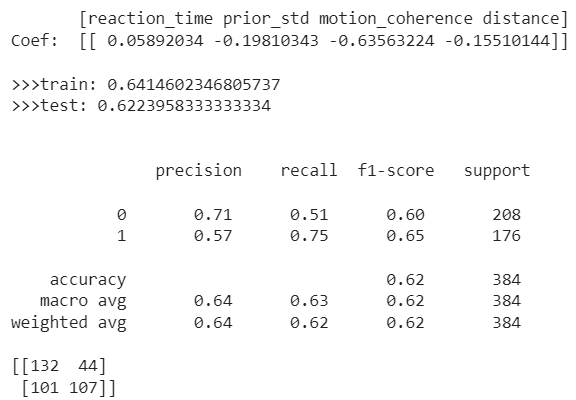 [reaction_time prior_std motion_coherence distance]
Coef: [[ 0.05892034 -0.19810343 -0.63563224 -0.15510144]]
>>>train: 0.6414602346805737
>>>test: 0.6223958333333334
precision recall f1-score support
0 0.71 0.51 0.60 208
1 0.57 0.75 0.65 176
accuracy 0.62 384
macro avg 0.64 0.63 0.62 384
weighted avg 0.64 0.62 0.62 384
[[132 44]
[101 107]]